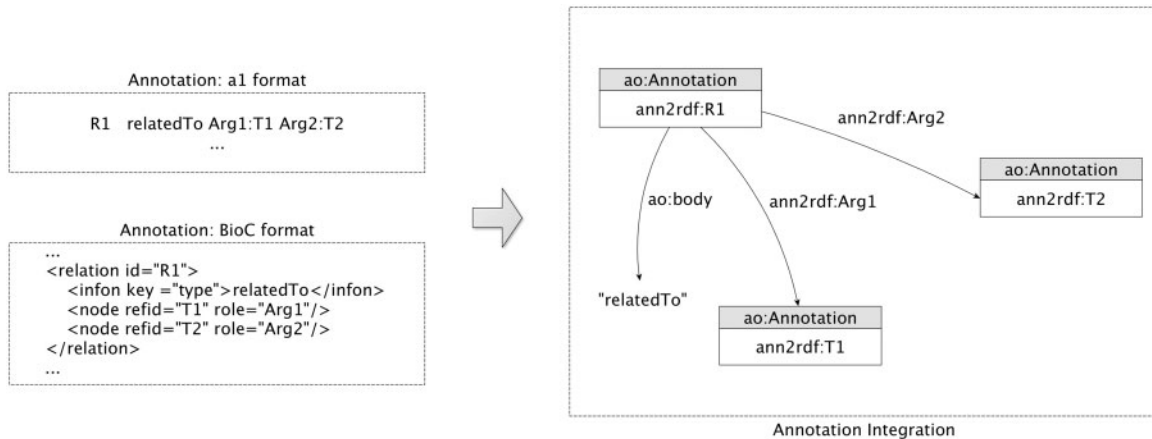 Annotation: a1 format
R1 relatedTo Arg1:T1 Arg2:T2
...
Annotation: BioC format
...
<relation id="R1">
<infon key ="type">relatedTo</infon>
<node refid="T1" role="Arg1"/>
<node refid="T2" role="Arg2"/>
</relation>
...
ao:Annotation
ann2rdf:R1
ann2rdf:Arg2
ao:Annotation
ann2rdf:T2
ao:body
ann2rdf:Arg1
"relatedTo"
ao:Annotation
ann2rdf:T1
Annotation Integration